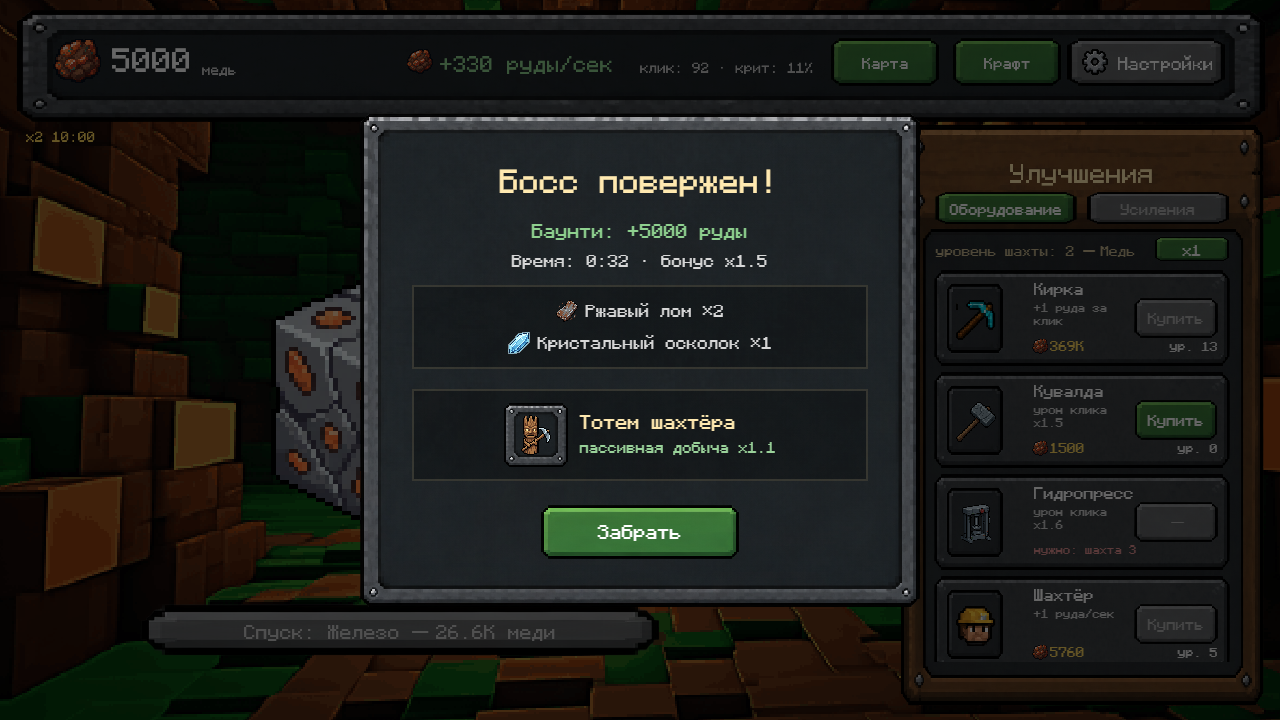 5000 медь
+330 руды/сек
клик: 92 · крит: 11%
Карта
Крафт
Настройки
x2 10:00
Босс повержен!
Баунти: +5000 руды
Время: 0:32 · бонус x1.5
Ржавый лом ×2
Кристальный осколок ×1
Тотем шахтёра
пассивная добыча x1.1
Забрать
Спуск: Железо — 26.6K меди
Улучшения
Оборудование
Усиления
уровень шахты: 2 — Медь
x1
Кирка
+1 руда за
клик
Купить
369K
ур. 13
Кувалда
урон клика
x1.5
Купить
1500
ур. 0
Гидропресс
урон клика
x1.6
—
нужно: шахта 3
Шахтёр
+1 руда/сек
Купить
5760
ур. 5